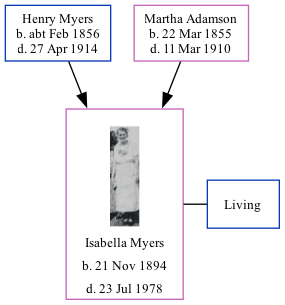 Henry Myers
b. abt Feb 1856
d. 27 Apr 1914
Martha Adamson
b. 22 Mar 1855
d. 11 Mar 1910
Isabella Myers
b. 21 Nov 1894
d. 23 Jul 1978
Living